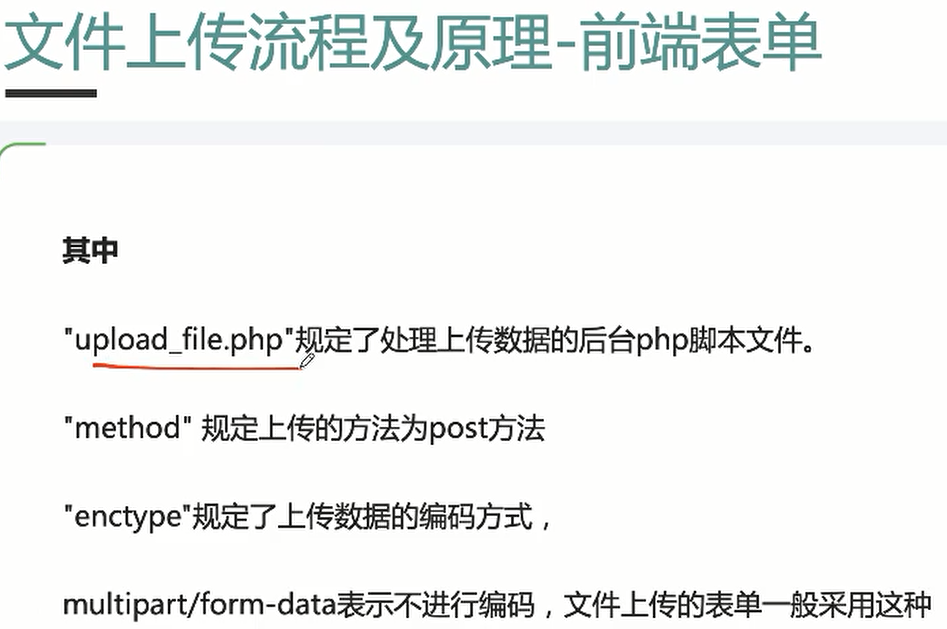 文件上传流程及原理-前端表单
其中
"upload_file.php"规定了处理上传数据的后台php脚本文件。
"method" 规定上传的方法为post方法
"enctype"规定了上传数据的编码方式，
multipart/form-data表示不进行编码，文件上传的表单一般采用这种